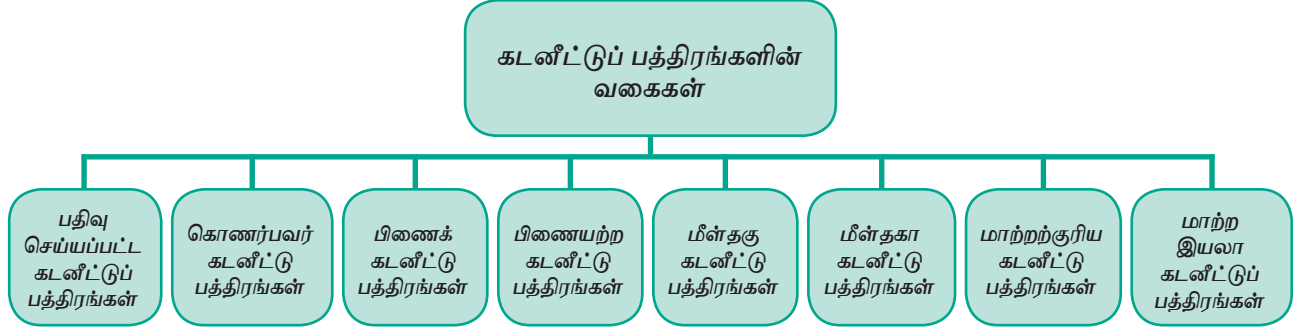 கடனீட்டுப் பத்திரங்களின்
வகைகள்
பதிவு
செய்யப்பட்ட
கடனீட்டுப்
பத்திரங்கள்
கொணர்பவர்
கடனீட்டு
பத்திரங்கள்
பிணைக்
கடனீட்டு
பத்திரங்கள்
பிணையற்ற
கடனீட்டு
பத்திரங்கள்
மீள்தகு
கடனீட்டு
பத்திரங்கள்
மீள்தகா
கடனீட்டு
பத்திரங்கள்
மாற்றற்குரிய
கடனீட்டு
பத்திரங்கள்
மாற்ற
இயலா
கடனீட்டுப்
பத்திரங்கள்